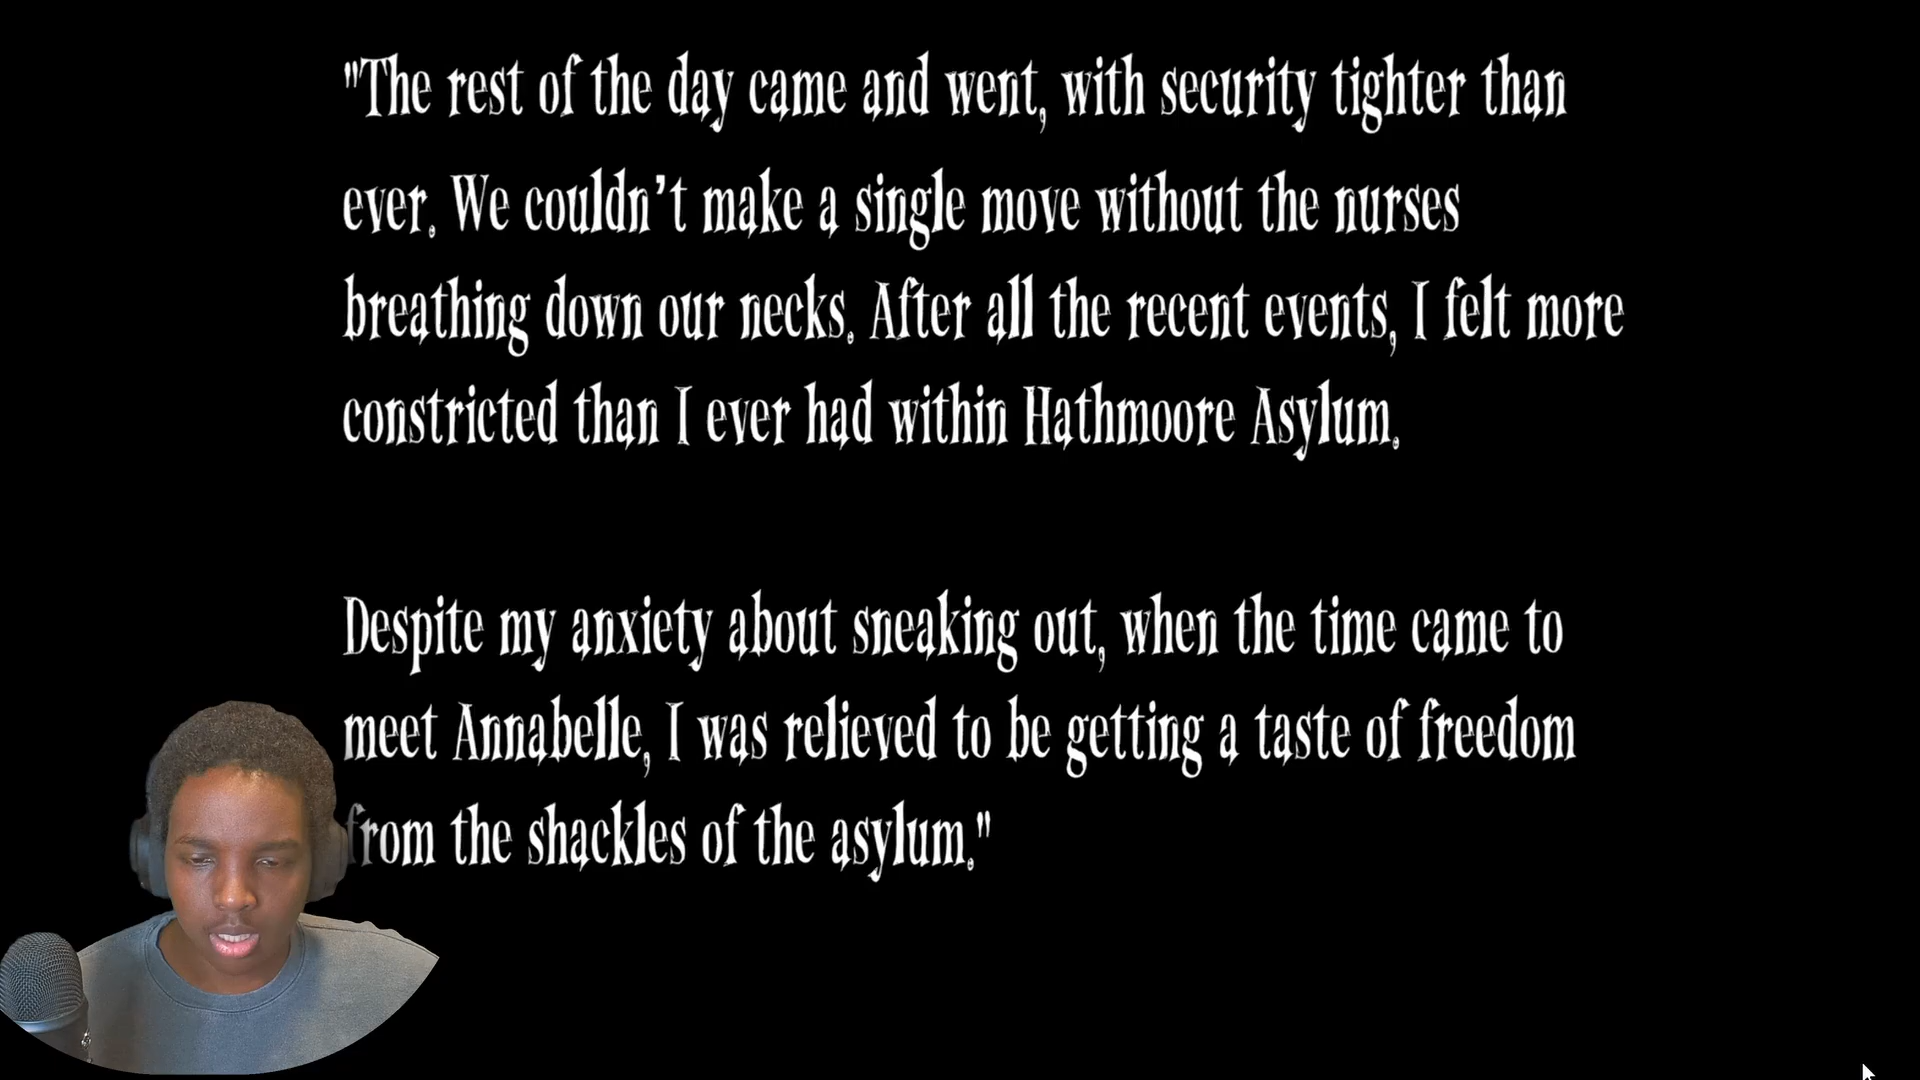 "The rest of the day came and went, with security tighter than
ever. We couldn’t make a single move without the nurses
breathing down our necks. After all the recent events, I felt more
constricted than I ever had within Hathmoore Asylum.
Despite my anxiety about sneaking out, when the time came to
meet Annabelle, I was relieved to be getting a taste of freedom
from the shackles of the asylum."